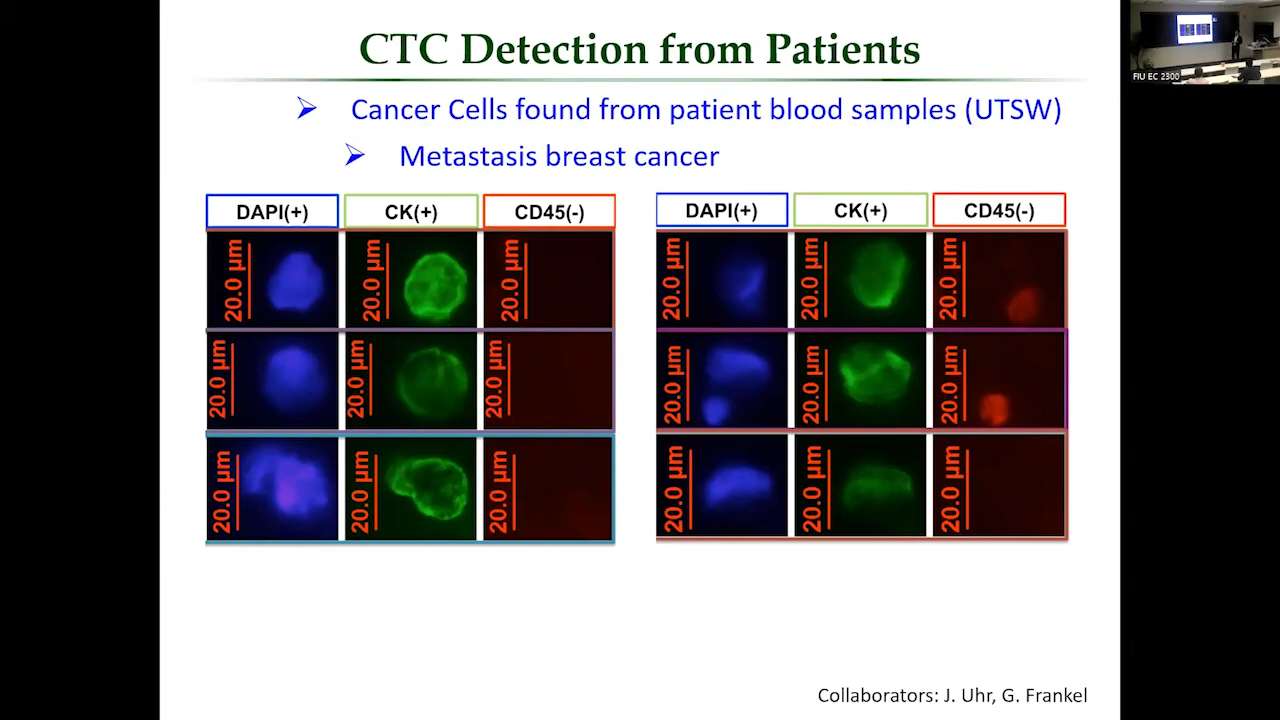 CTC Detection from Patients
FIU EC 2300
Cancer Cells found from patient blood samples (UTSW)
Metastasis breast cancer
DAPI(+) CK(+) CD45(-) DAPI(+) CK(+) CD45(-)
20.0 µm 20.0 µm 20.0 µm 20.0 µm 20.0 µm 20.0 µm
20.0 µm 20.0 µm 20.0 µm 20.0 µm 20.0 µm 20.0 µm
20.0 µm 20.0 µm 20.0 µm 20.0 µm 20.0 µm 20.0 µm
Collaborators: J. Uhr, G. Frankel